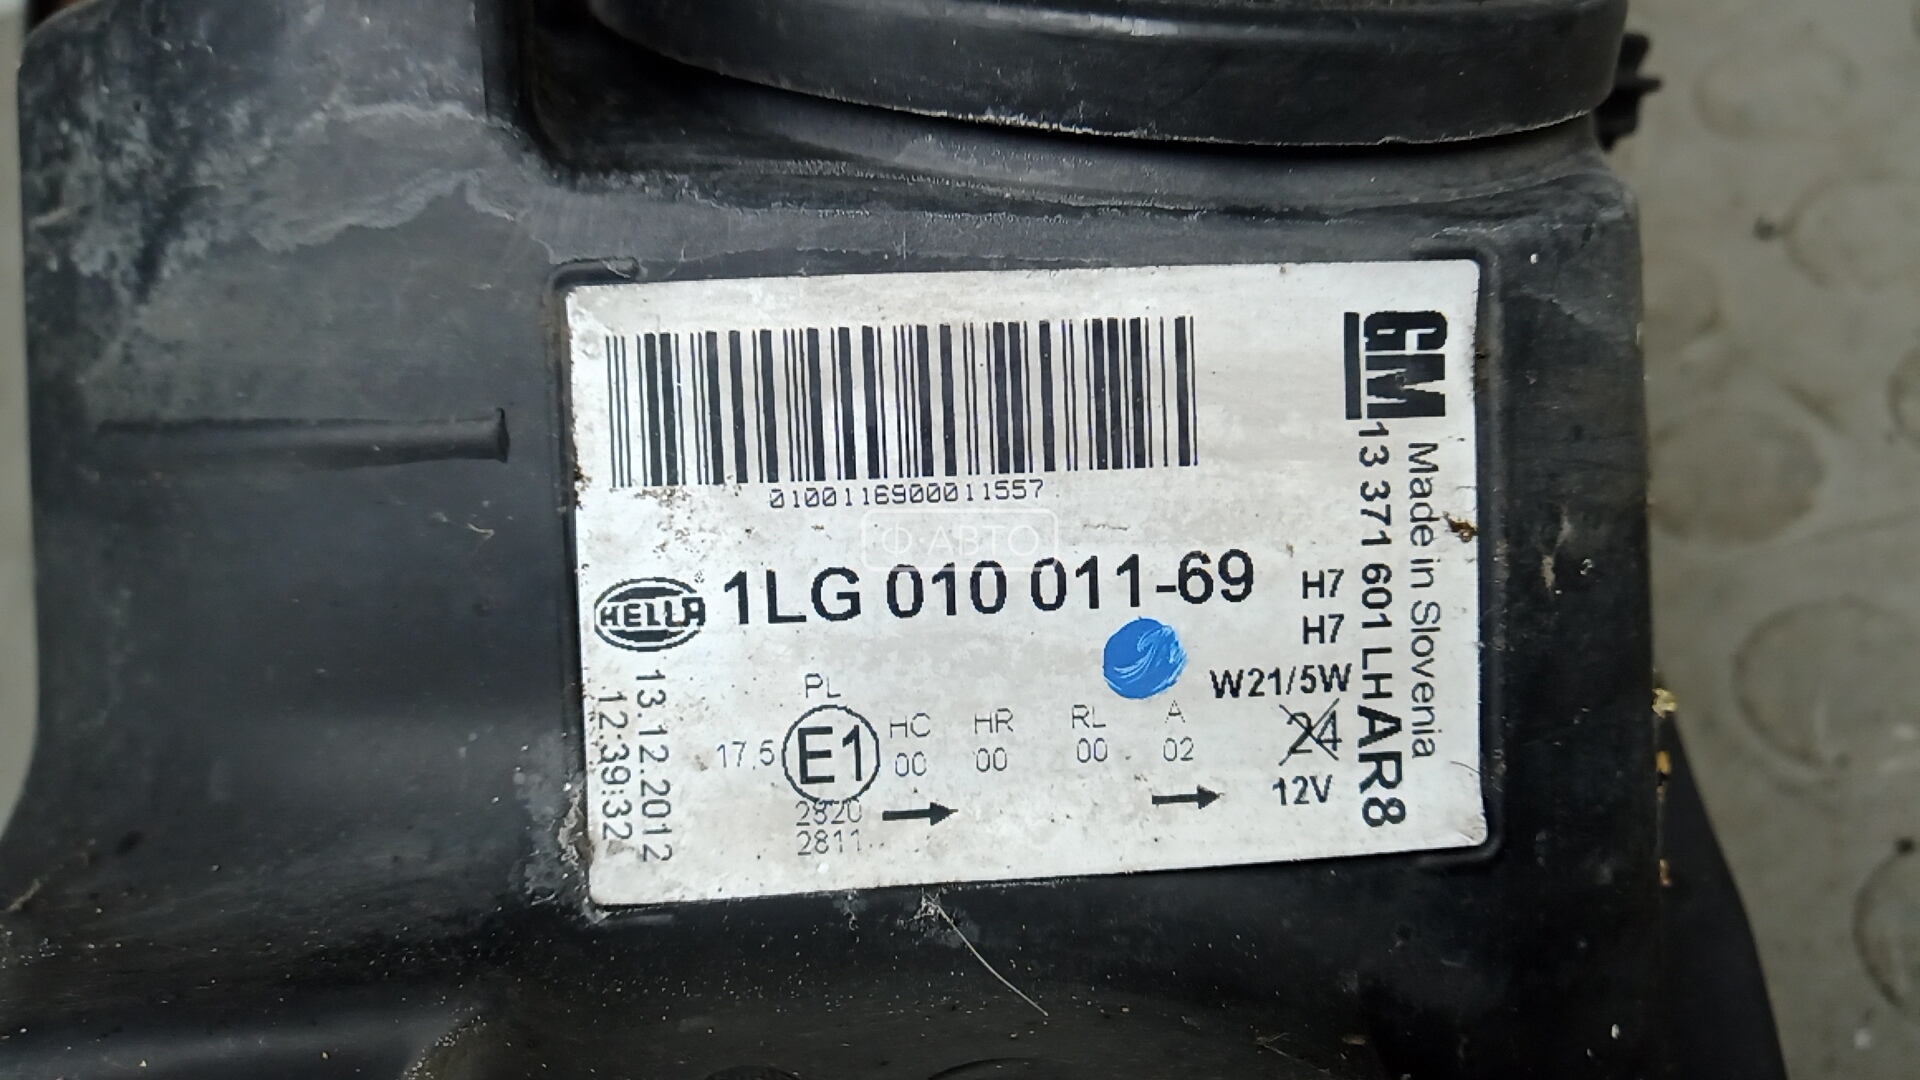 0100116900011557
Ф·АВТО
HELLA 1LG 010 011-69
H7
H7
W21/5W
24
12V
PL
17.5 E1
HC HR RL A
00 00 00 02
2820
2811
13.12.2012
12:39:32
GM 13 371 601 LH AR8
Made in Slovenia